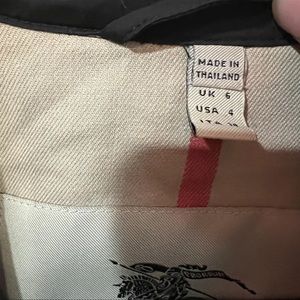 MADE IN
THAILAND
UK 6
USA 4